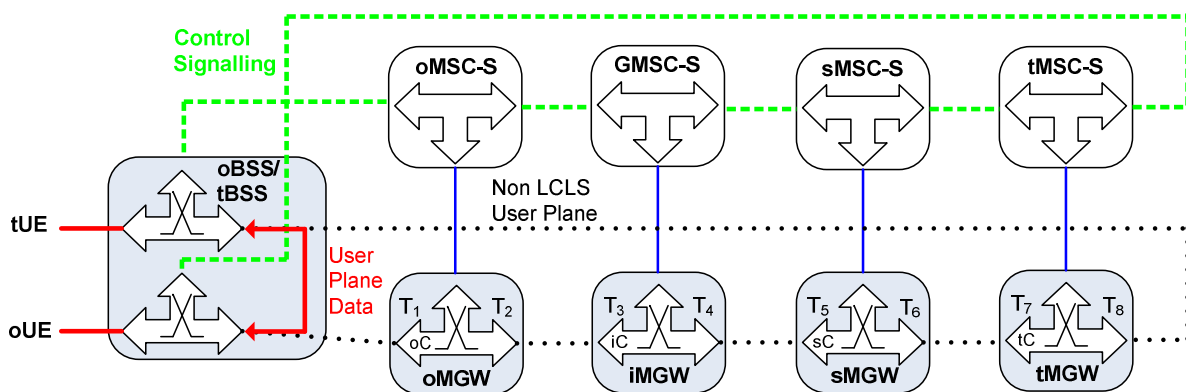 Control
Signalling
oMSC-S
GMSC-S
sMSC-S
tMSC-S
oBSS/
tBSS
Non LCLS
User Plane
tUE
User
Plane
Data
oUE
T1
T2
T3
T4
T5
T6
T7
T8
oC
iC
sC
tC
oMGW
iMGW
sMGW
tMGW